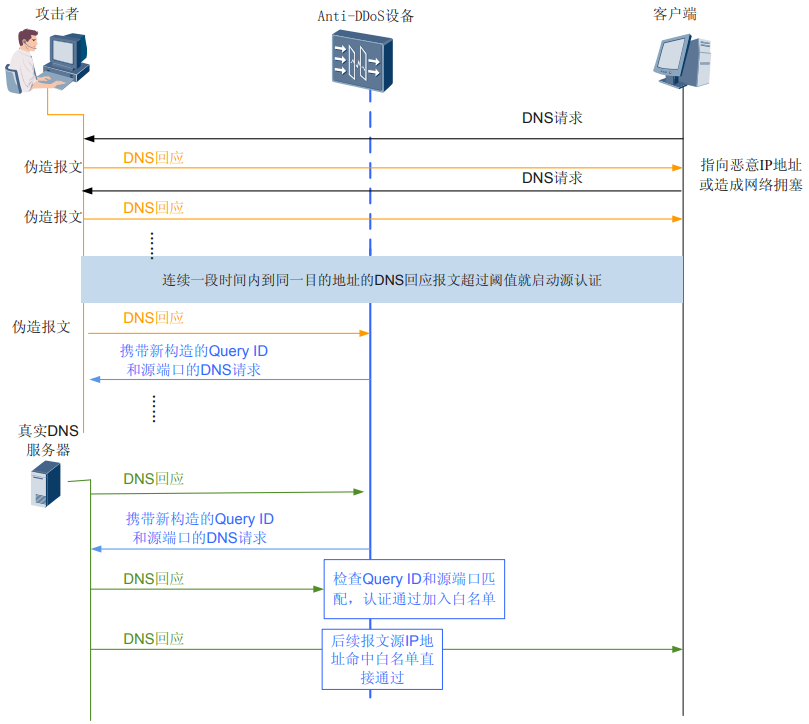 攻击者
Anti-DDoS设备
客户端
DNS请求
DNS回应
伪造报文
指向恶意IP地址
或造成网络拥塞
DNS请求
DNS回应
伪造报文
连续一段时间内到同一目的地址的DNS回应报文超过阈值就启动源认证
DNS回应
伪造报文
携带新构造的Query ID
和源端口的DNS请求
真实DNS
服务器
DNS回应
携带新构造的Query ID
和源端口的DNS请求
DNS回应
检查Query ID和源端口匹
配，认证通过加入白名单
DNS回应
后续报文源IP地
址命中白名单直
接通过